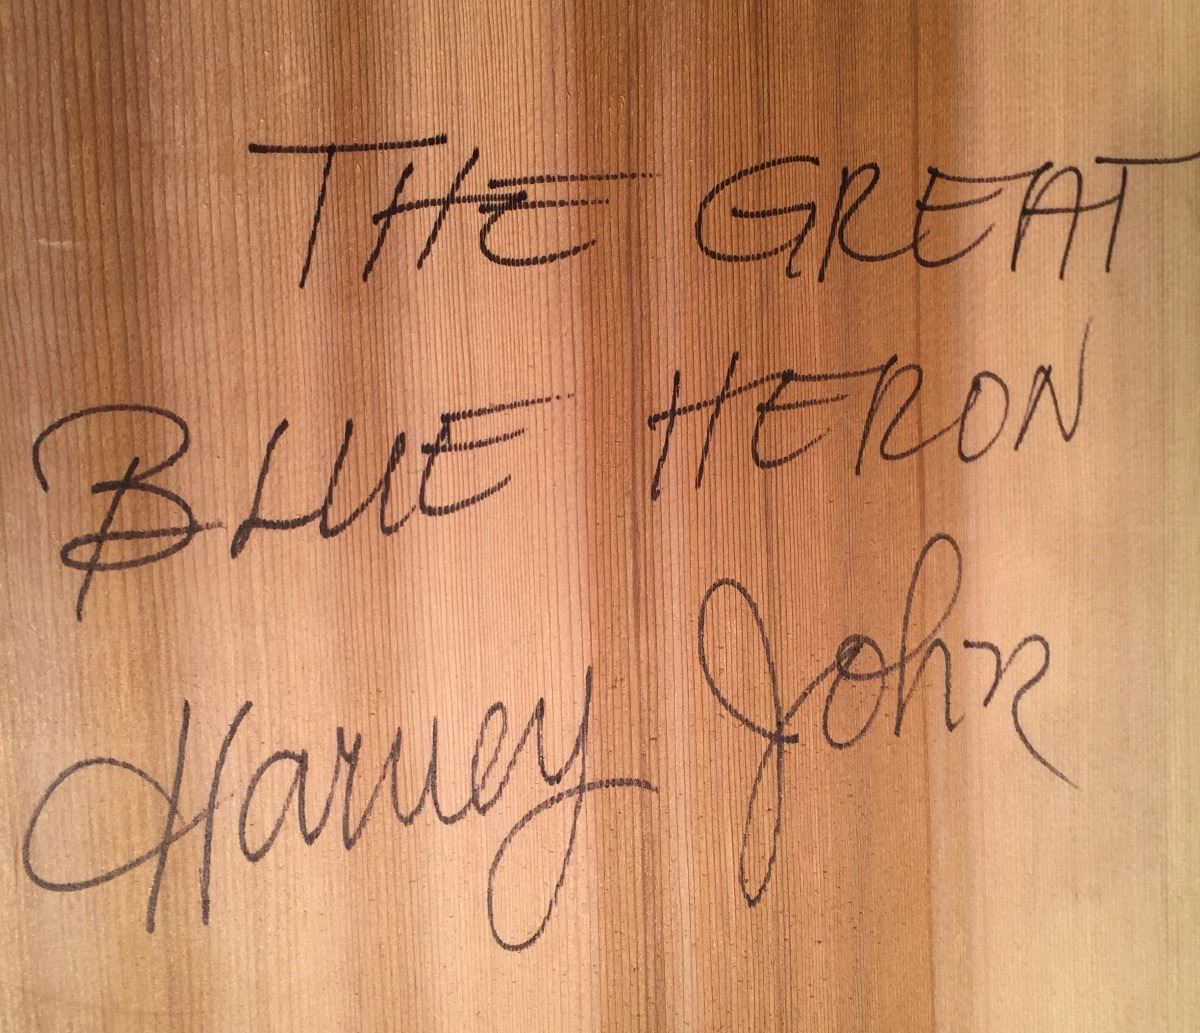 THE GREAT
BLUE HERON
Harvey John